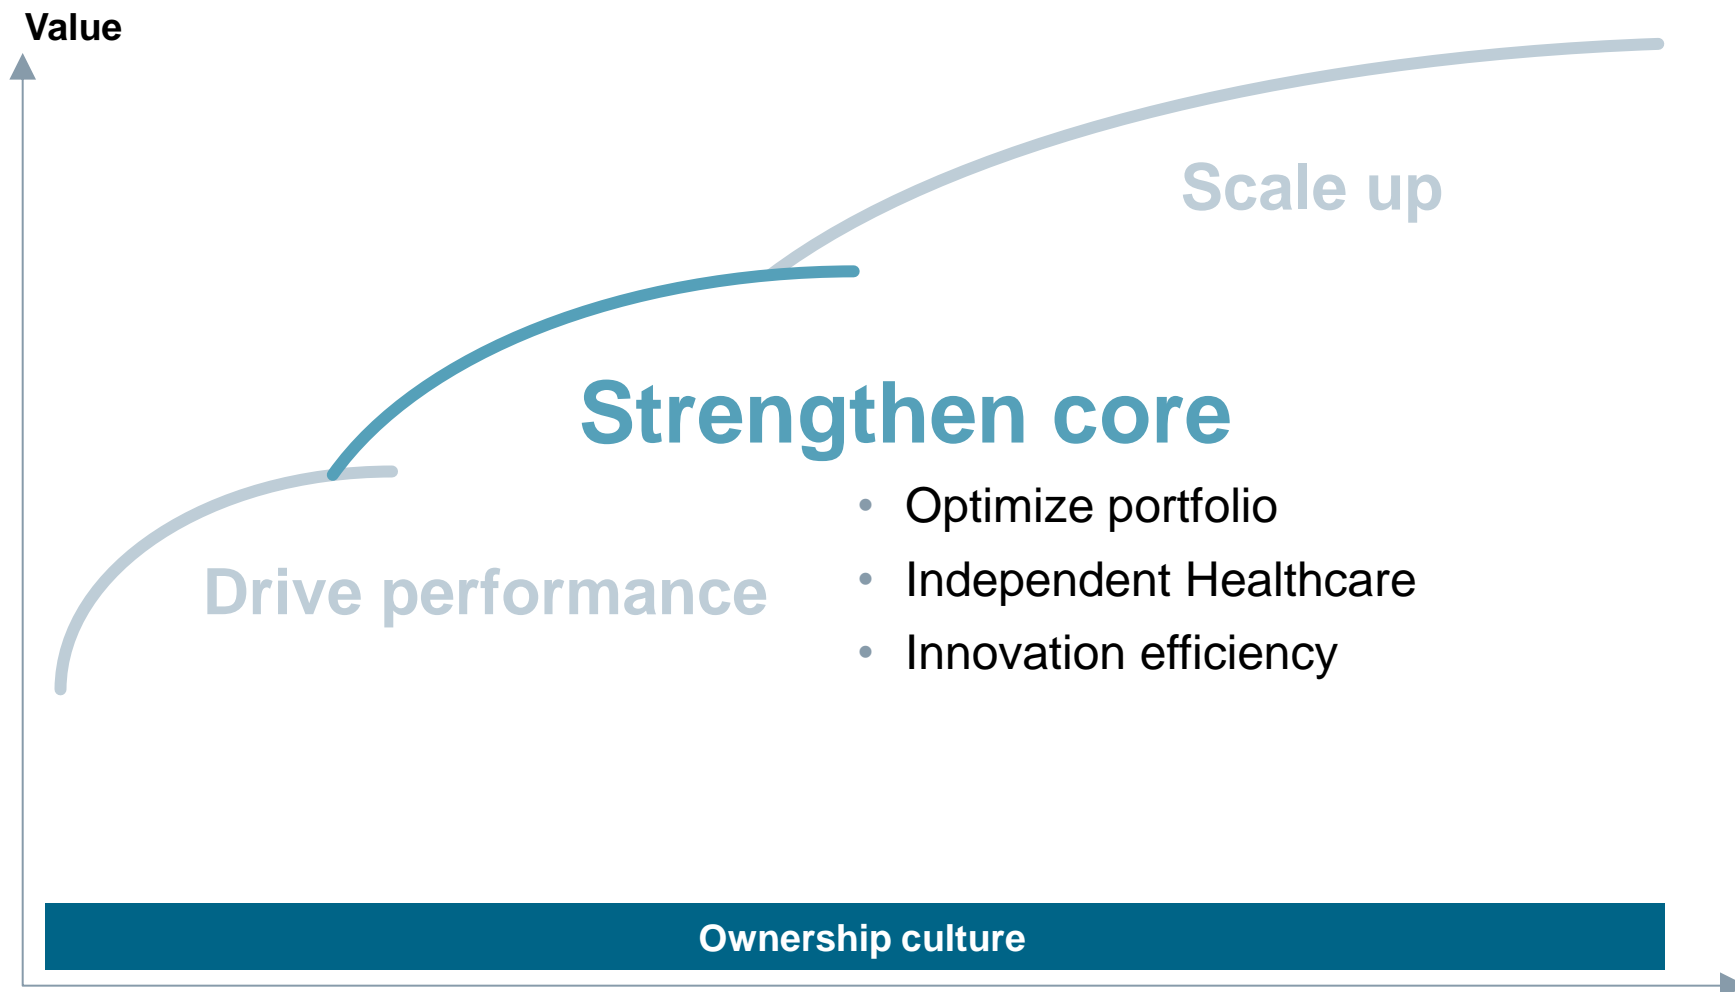 Value
Scale up
Strengthen core
• Optimize portfolio
• Independent Healthcare
• Innovation efficiency
Drive performance
Ownership culture